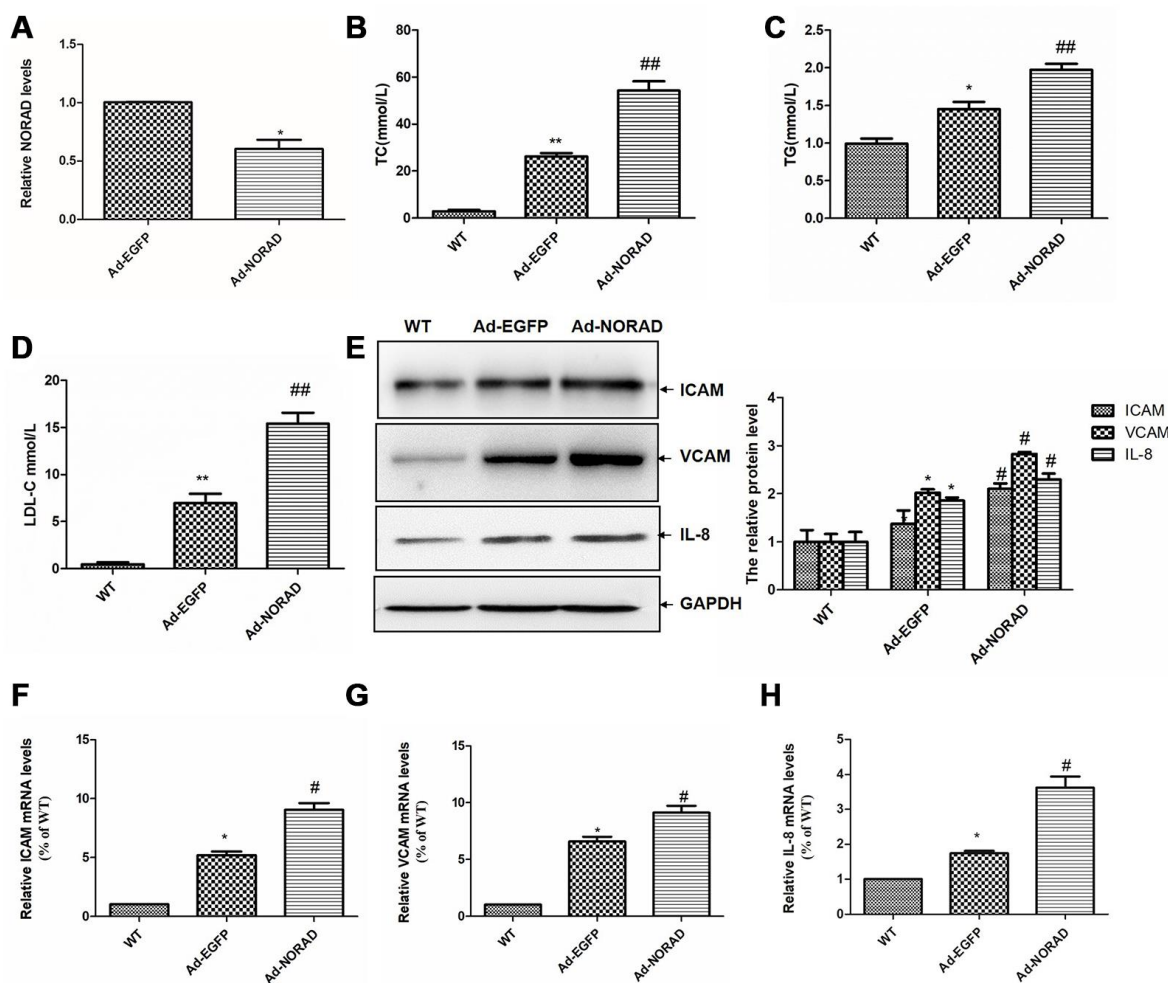 A
Relative NORAD levels
1.5
1.0
0.5
0.0
*
Ad-EGFP
Ad-NORAD
B
TC(mmol/L)
80
60
40
20
0
**
##
WT
Ad-EGFP
Ad-NORAD
C
TG(mmol/L)
2.5
2.0
1.5
1.0
0.5
0.0
*
##
WT
Ad-EGFP
Ad-NORAD
D
LDL-C mmol/L
20
15
10
5
0
**
##
WT
Ad-EGFP
Ad-NORAD
E
WT Ad-EGFP Ad-NORAD
ICAM
VCAM
IL-8
GAPDH
The relative protein level
4
3
2
1
0
*
*
#
#
#
WT
Ad-EGFP
Ad-NORAD
ICAM
VCAM
IL-8
F
Relative ICAM mRNA levels
(% of WT)
15
10
5
0
*
#
WT
Ad-EGFP
Ad-NORAD
G
Relative VCAM mRNA levels
(% of WT)
15
10
5
0
*
#
WT
Ad-EGFP
Ad-NORAD
H
Relative IL-8 mRNA levels
(% of WT)
5
4
3
2
1
0
*
#
WT
Ad-EGFP
Ad-NORAD